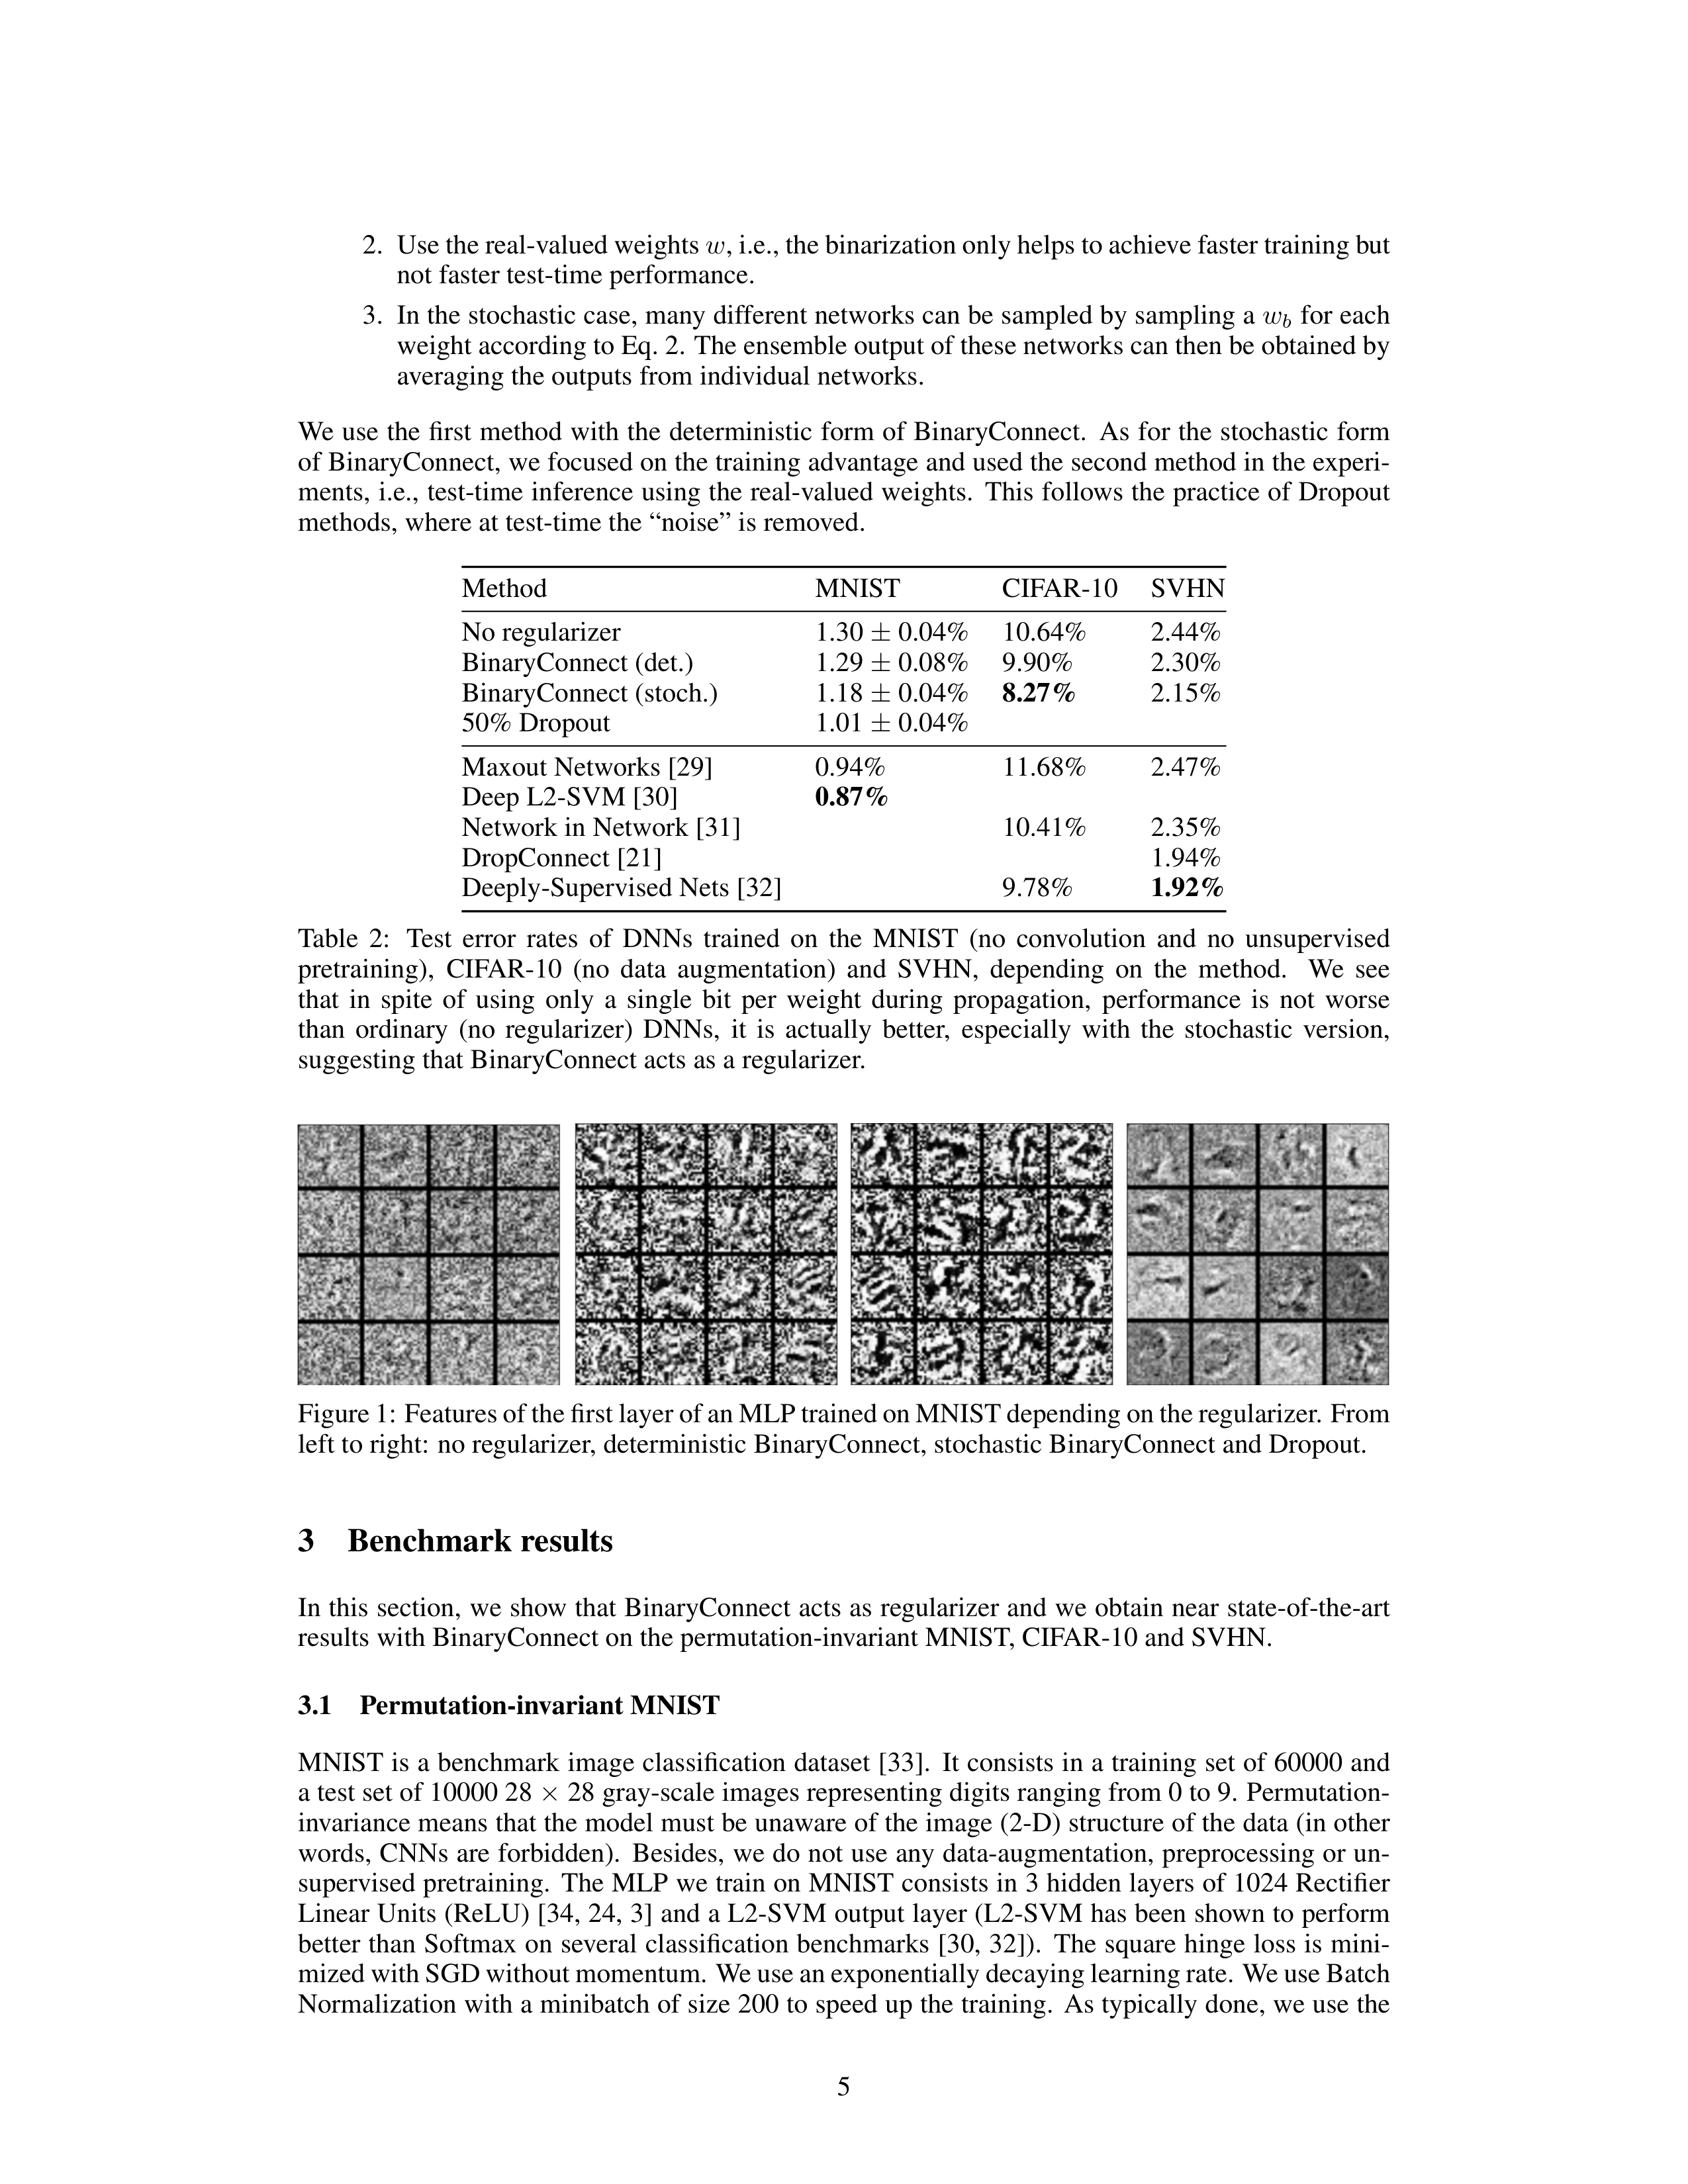 2. Use the real-valued weights w, i.e., the binarization only helps to achieve faster training but
not faster test-time performance.
3. In the stochastic case, many different networks can be sampled by sampling a w_b for each
weight according to Eq. 2. The ensemble output of these networks can then be obtained by
averaging the outputs from individual networks.
We use the first method with the deterministic form of BinaryConnect. As for the stochastic form
of BinaryConnect, we focused on the training advantage and used the second method in the experi-
ments, i.e., test-time inference using the real-valued weights. This follows the practice of Dropout
methods, where at test-time the “noise” is removed.
Method MNIST CIFAR-10 SVHN
No regularizer 1.30 ± 0.04% 10.64% 2.44%
BinaryConnect (det.) 1.29 ± 0.08% 9.90% 2.30%
BinaryConnect (stoch.) 1.18 ± 0.04% 8.27% 2.15%
50% Dropout 1.01 ± 0.04%
Maxout Networks [29] 0.94% 11.68% 2.47%
Deep L2-SVM [30] 0.87%
Network in Network [31] 10.41% 2.35%
DropConnect [21] 1.94%
Deeply-Supervised Nets [32] 9.78% 1.92%
Table 2: Test error rates of DNNs trained on the MNIST (no convolution and no unsupervised
pretraining), CIFAR-10 (no data augmentation) and SVHN, depending on the method. We see
that in spite of using only a single bit per weight during propagation, performance is not worse
than ordinary (no regularizer) DNNs, it is actually better, especially with the stochastic version,
suggesting that BinaryConnect acts as a regularizer.
Figure 1: Features of the first layer of an MLP trained on MNIST depending on the regularizer. From
left to right: no regularizer, deterministic BinaryConnect, stochastic BinaryConnect and Dropout.
3 Benchmark results
In this section, we show that BinaryConnect acts as regularizer and we obtain near state-of-the-art
results with BinaryConnect on the permutation-invariant MNIST, CIFAR-10 and SVHN.
3.1 Permutation-invariant MNIST
MNIST is a benchmark image classification dataset [33]. It consists in a training set of 60000 and
a test set of 10000 28 × 28 gray-scale images representing digits ranging from 0 to 9. Permutation-
invariance means that the model must be unaware of the image (2-D) structure of the data (in other
words, CNNs are forbidden). Besides, we do not use any data-augmentation, preprocessing or un-
supervised pretraining. The MLP we train on MNIST consists in 3 hidden layers of 1024 Rectifier
Linear Units (ReLU) [34, 24, 3] and a L2-SVM output layer (L2-SVM has been shown to perform
better than Softmax on several classification benchmarks [30, 32]). The square hinge loss is mini-
mized with SGD without momentum. We use an exponentially decaying learning rate. We use Batch
Normalization with a minibatch of size 200 to speed up the training. As typically done, we use the
5